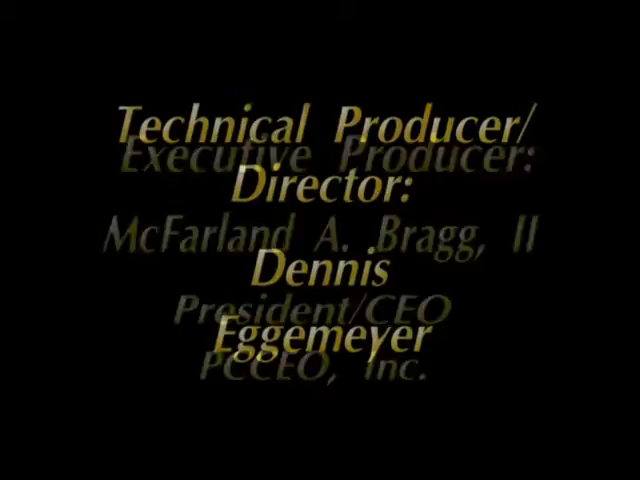 Technical Producer/
Executive Producer:
Director:
McFarland A. Bragg, II
Dennis
President/CEO
Eggemeyer
PCCEO, Inc.